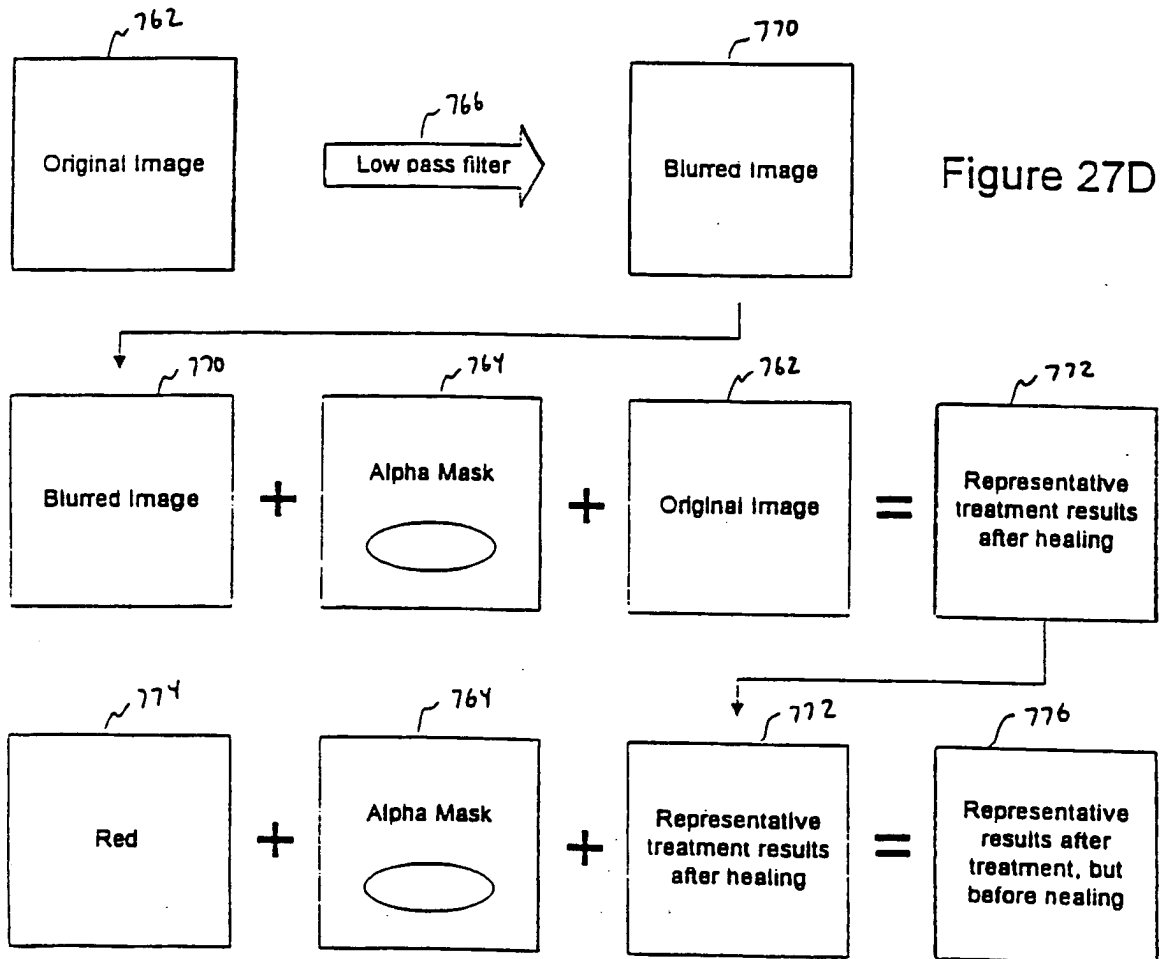 762
Original Image
766
Low pass filter
770
Blurred Image
Figure 27D
770
Blurred Image
+
764
Alpha Mask
+
762
Original Image
=
772
Representative
treatment results
after healing
774
Red
+
764
Alpha Mask
+
772
Representative
treatment results
after healing
=
776
Representative
results after
treatment, but
before nealing